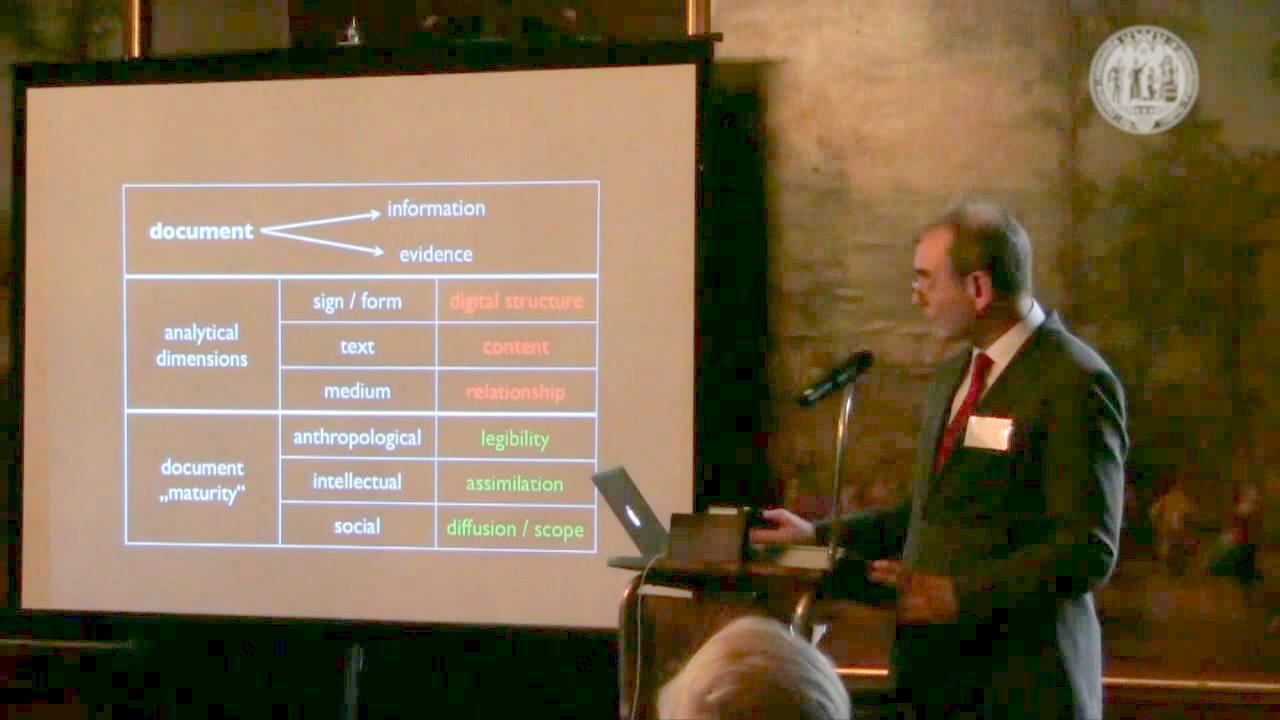 document
information
evidence
analytical
dimensions
sign / form
digital structure
text
content
medium
relationship
document
„maturity“
anthropological
legibility
intellectual
assimilation
social
diffusion / scope